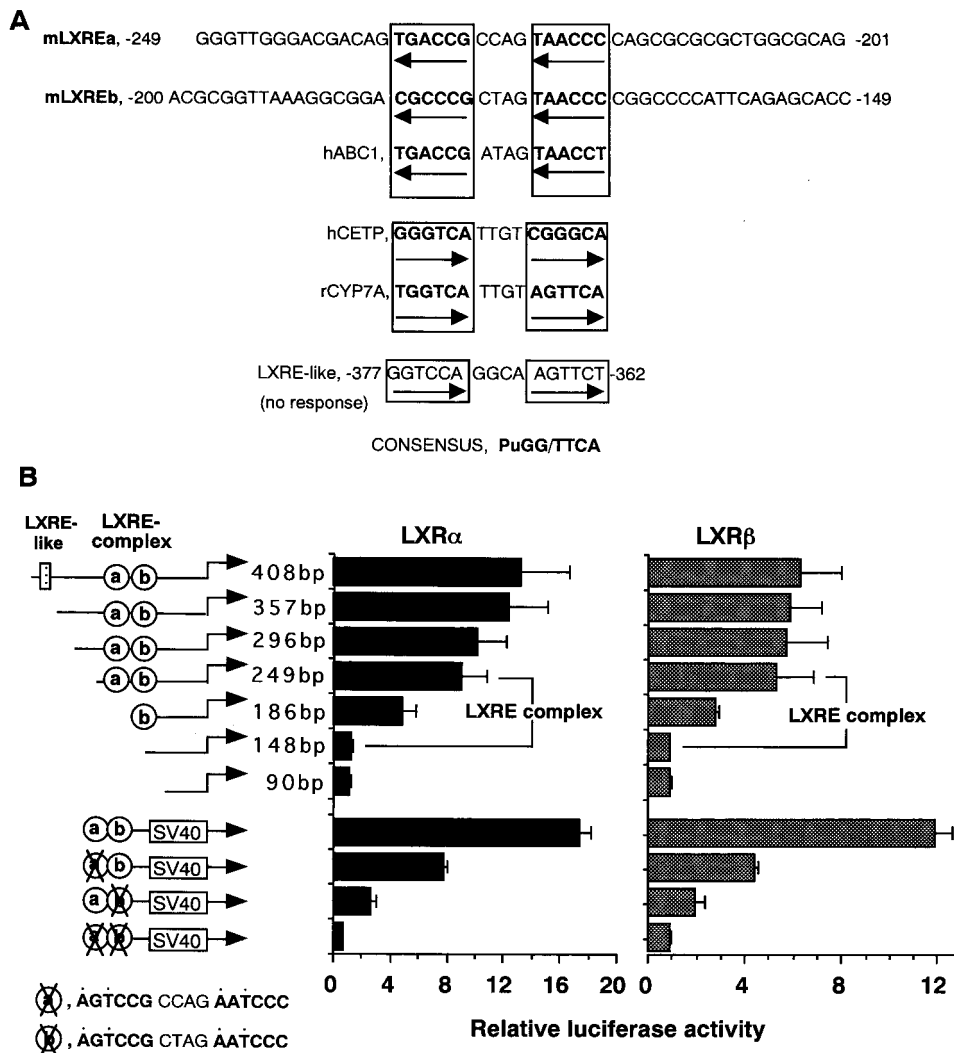 A
mLXREa, -249 GGGTTGGGACGACAG TGACCG CCAG TAACCC CAGCGCGCGCTGGCGCAG -201
mLXREb, -200 ACGCGGTTAAAGGCGGA CGCCCG CTAG TAACCC CGGCCCCATTCAGAGCACC -149
hABC1, TGACCG ATAG TAACCT
hCETP, GGGTCA TTGT CGGGCA
rCYP7A, TGGTCA TTGT AGTTCA
LXRE-like, -377 GGTCCA GGCA AGTTCT -362
(no response)
CONSENSUS, PuGG/TTCA
B
LXRE-like
LXRE-complex
LXRα
LXRβ
a b 408bp
a b 357bp
a b 296bp
a b 249bp
b 186bp
148bp
90bp
LXRE complex
LXRE complex
a b SV40
a b SV40
a b SV40
a b SV40
0 4 8 12 16 20
0 4 8 12
Relative luciferase activity
a , ȦGṪCCG CCAG ȦAṪCCC
b , ȦGṪCCG CTAG ȦAṪCCC